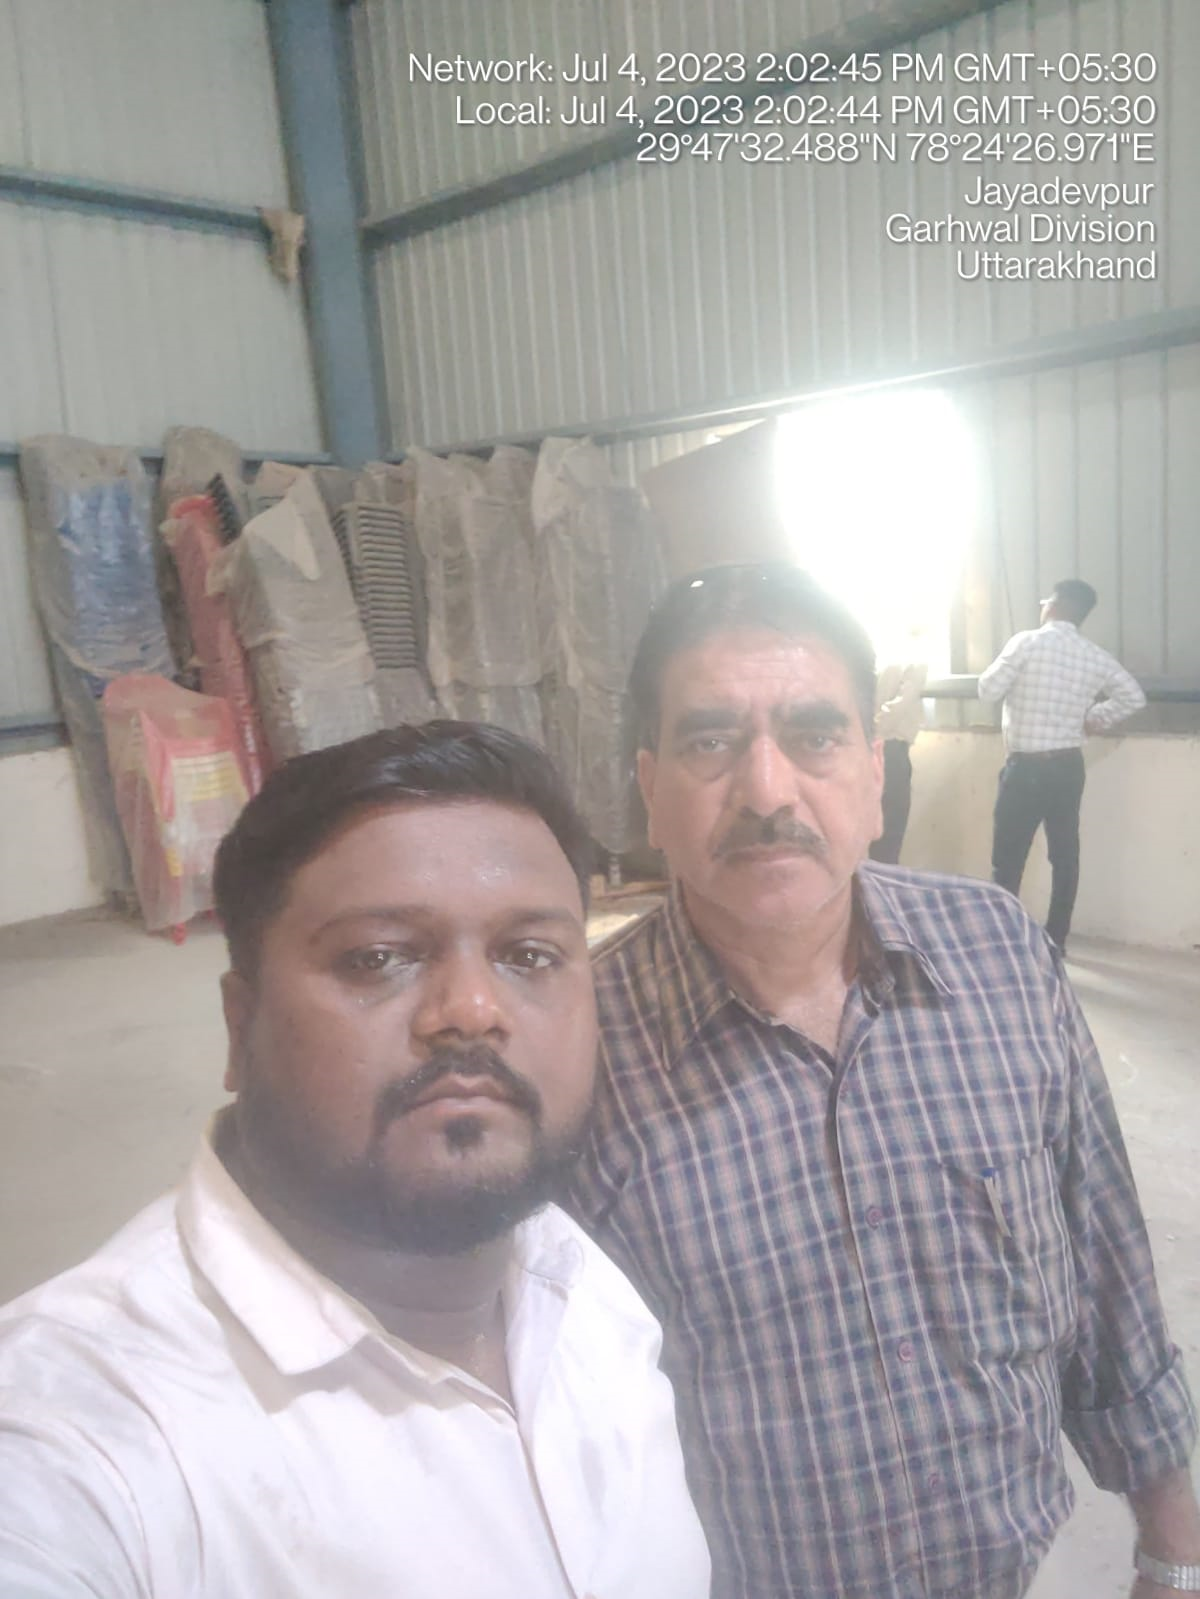 Network: Jul 4, 2023 2:02:45 PM GMT+05:30
Local: Jul 4, 2023 2:02:44 PM GMT+05:30
29°47'32.488"N 78°24'26.971"E
Jayadevpur
Garhwal Division
Uttarakhand